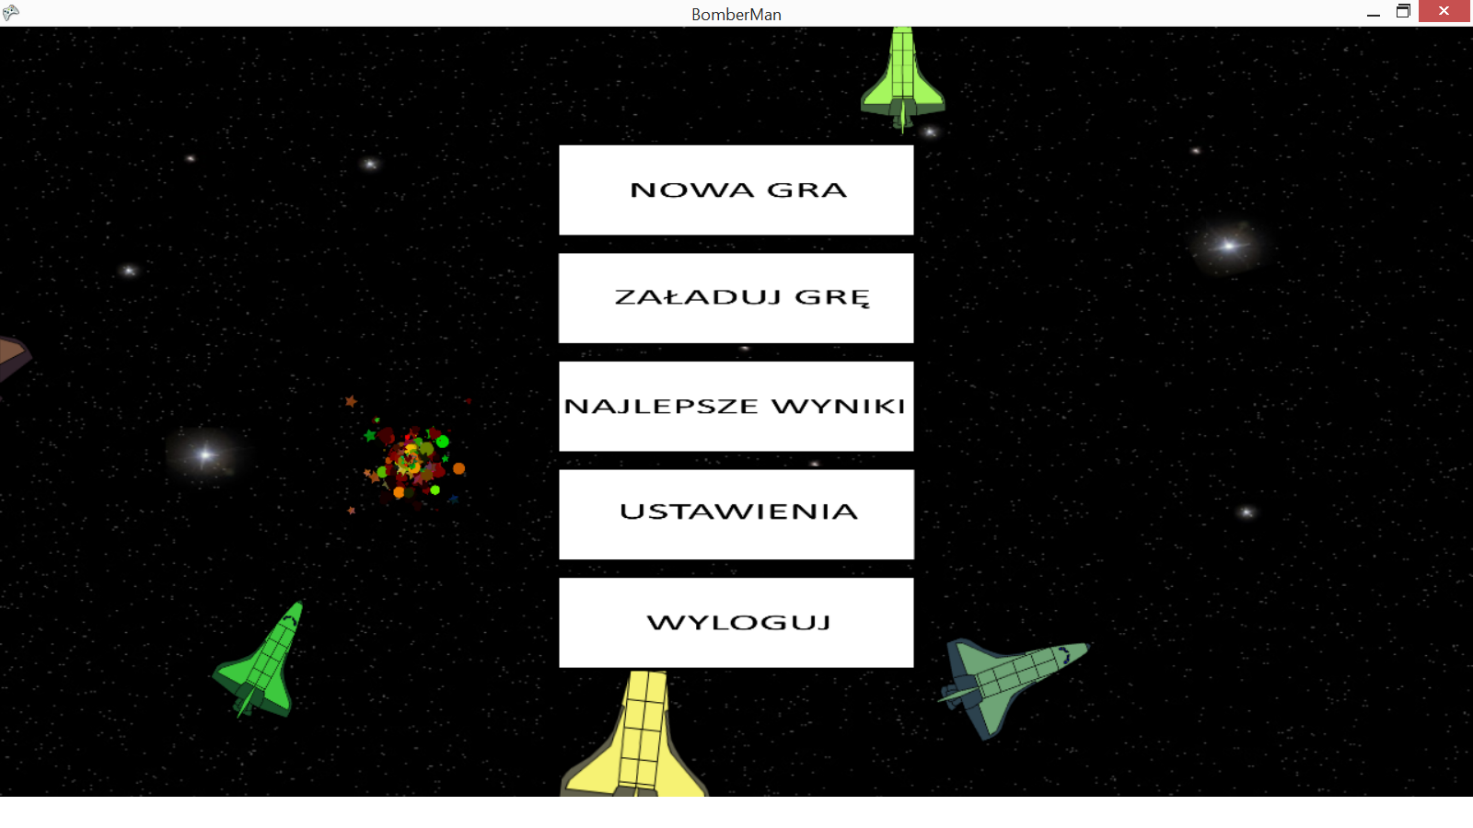 BomberMan
NOWA GRA
ZAŁADUJ GRĘ
NAJLEPSZE WYNIKI
USTAWIENIA
WYLOGUJ